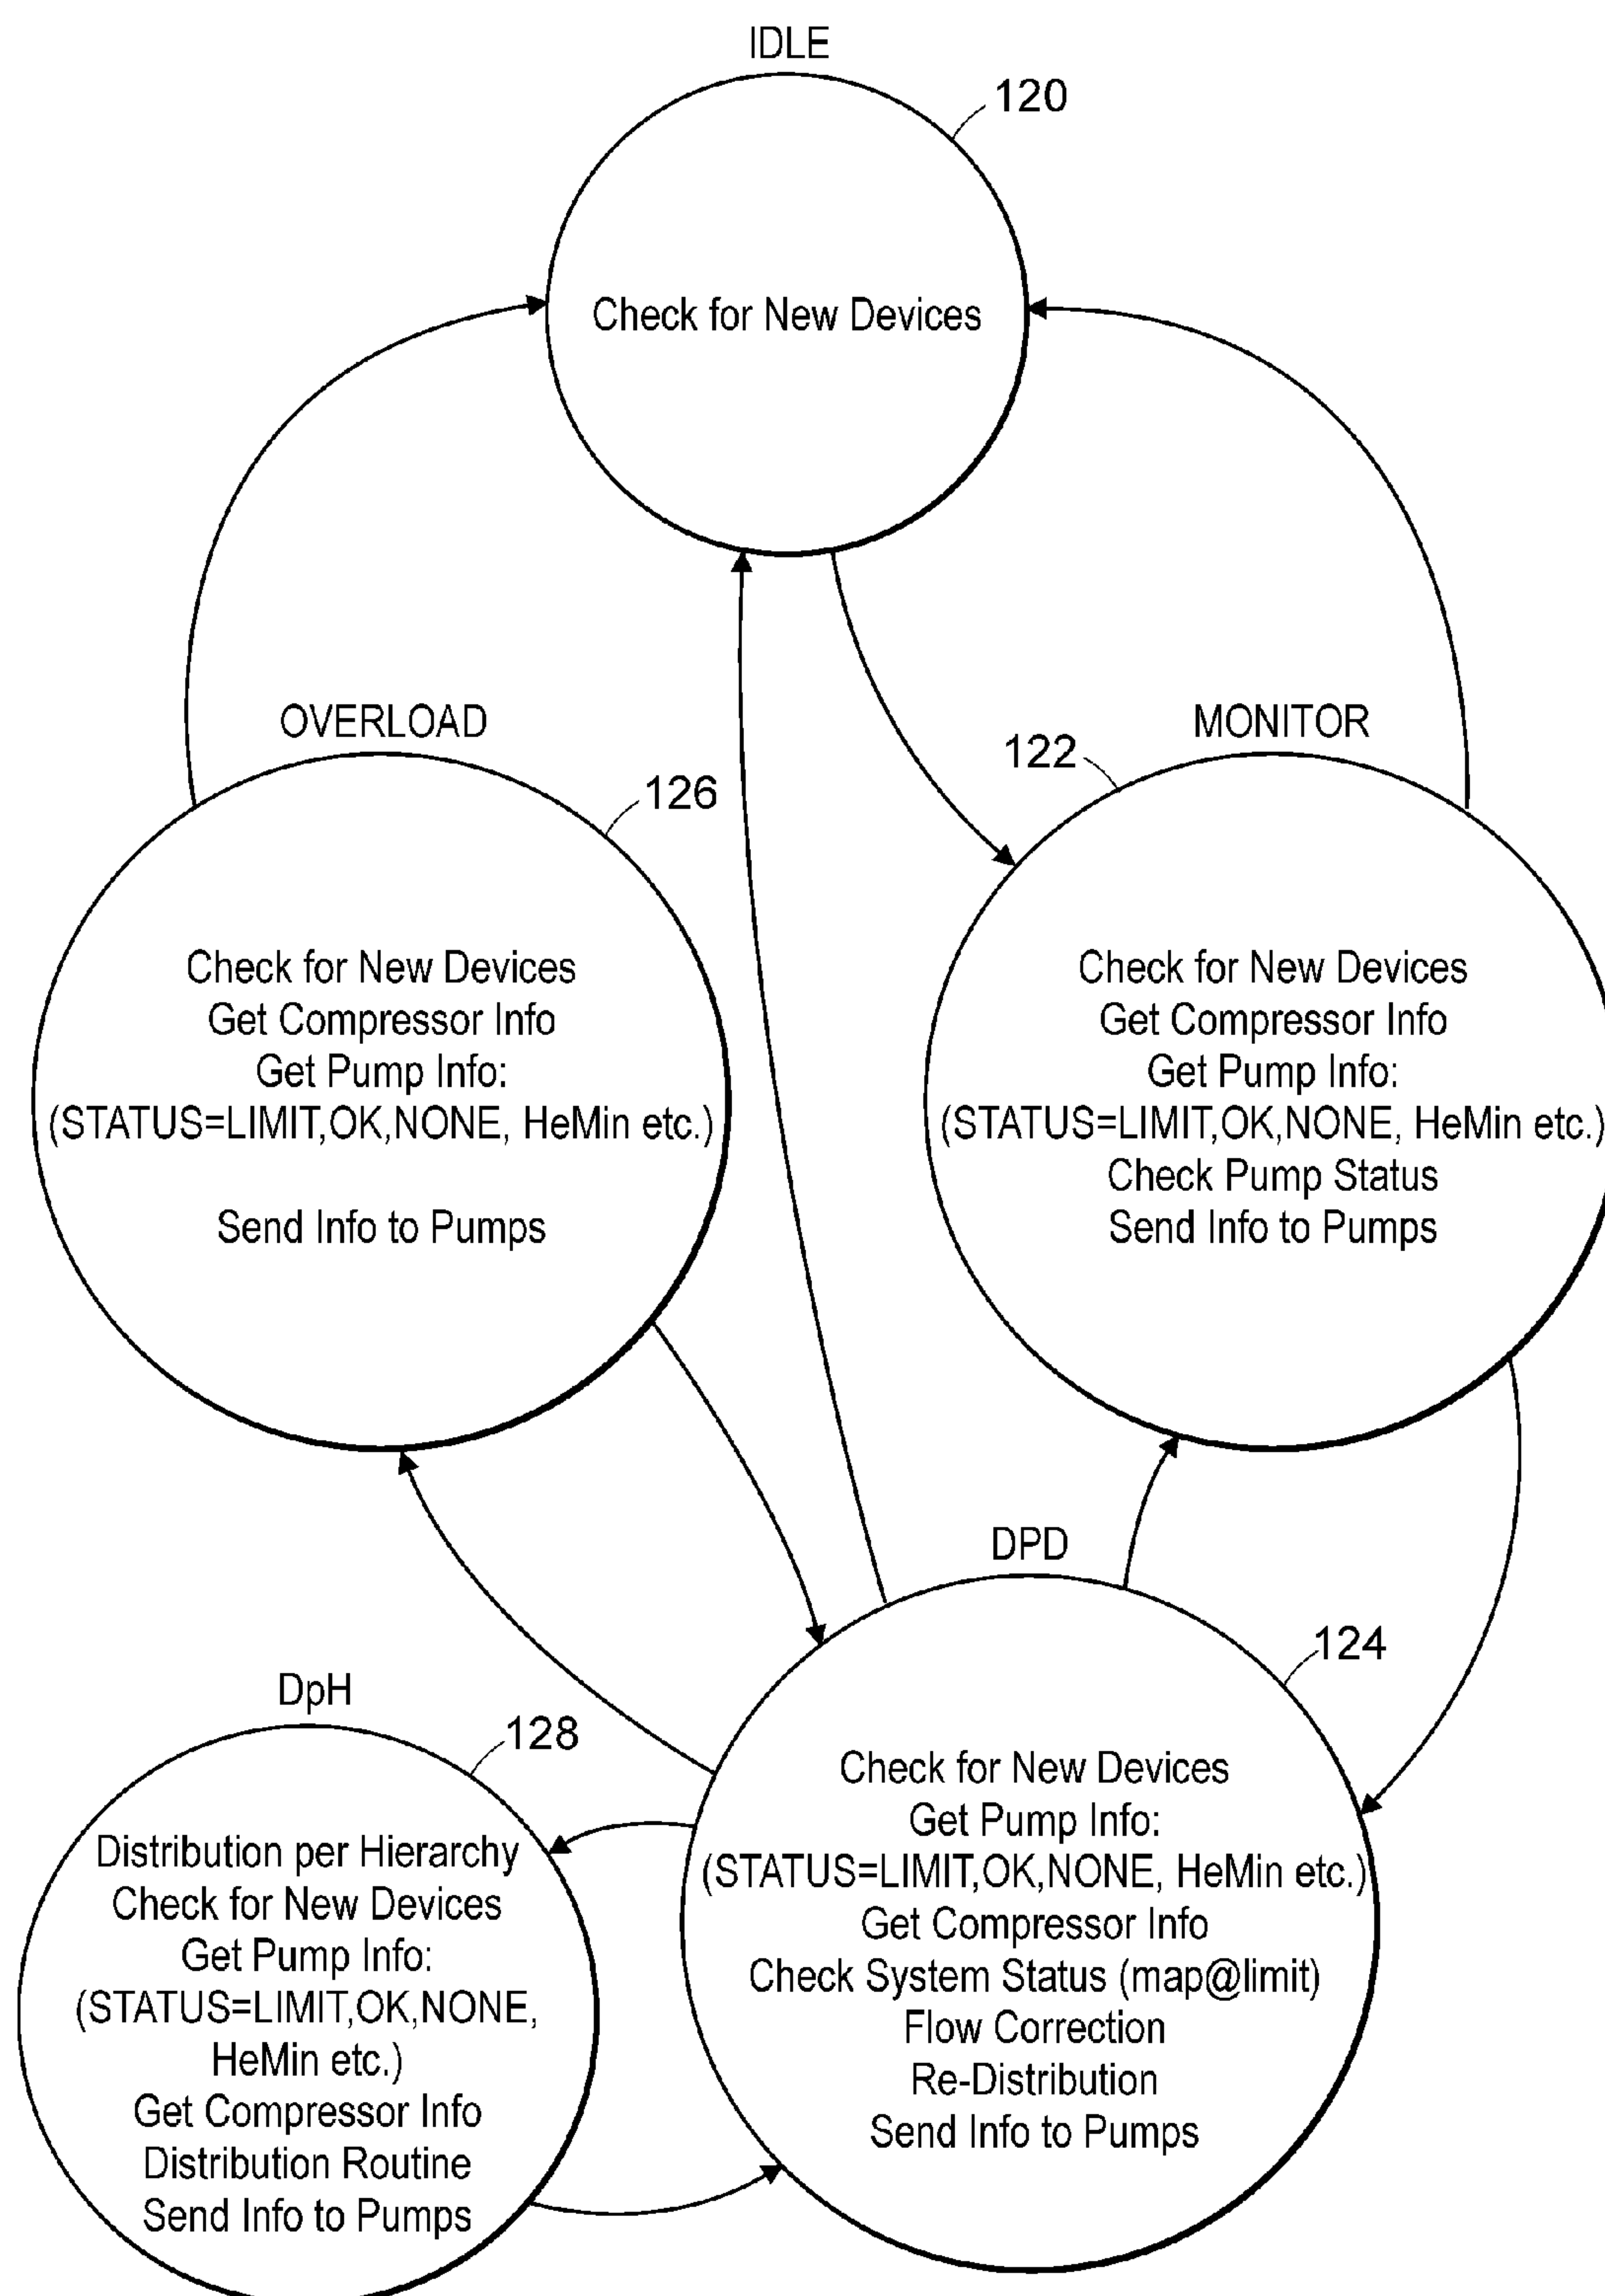 IDLE
120
Check for New Devices
OVERLOAD
126
Check for New Devices
Get Compressor Info
Get Pump Info:
(STATUS=LIMIT,OK,NONE, HeMin etc.)
Send Info to Pumps
MONITOR
122
Check for New Devices
Get Compressor Info
Get Pump Info:
(STATUS=LIMIT,OK,NONE, HeMin etc.)
Check Pump Status
Send Info to Pumps
DPD
124
Check for New Devices
Get Pump Info:
(STATUS=LIMIT,OK,NONE, HeMin etc.)
Get Compressor Info
Check System Status (map@limit)
Flow Correction
Re-Distribution
Send Info to Pumps
DpH
128
Distribution per Hierarchy
Check for New Devices
Get Pump Info:
(STATUS=LIMIT,OK,NONE,
HeMin etc.)
Get Compressor Info
Distribution Routine
Send Info to Pumps